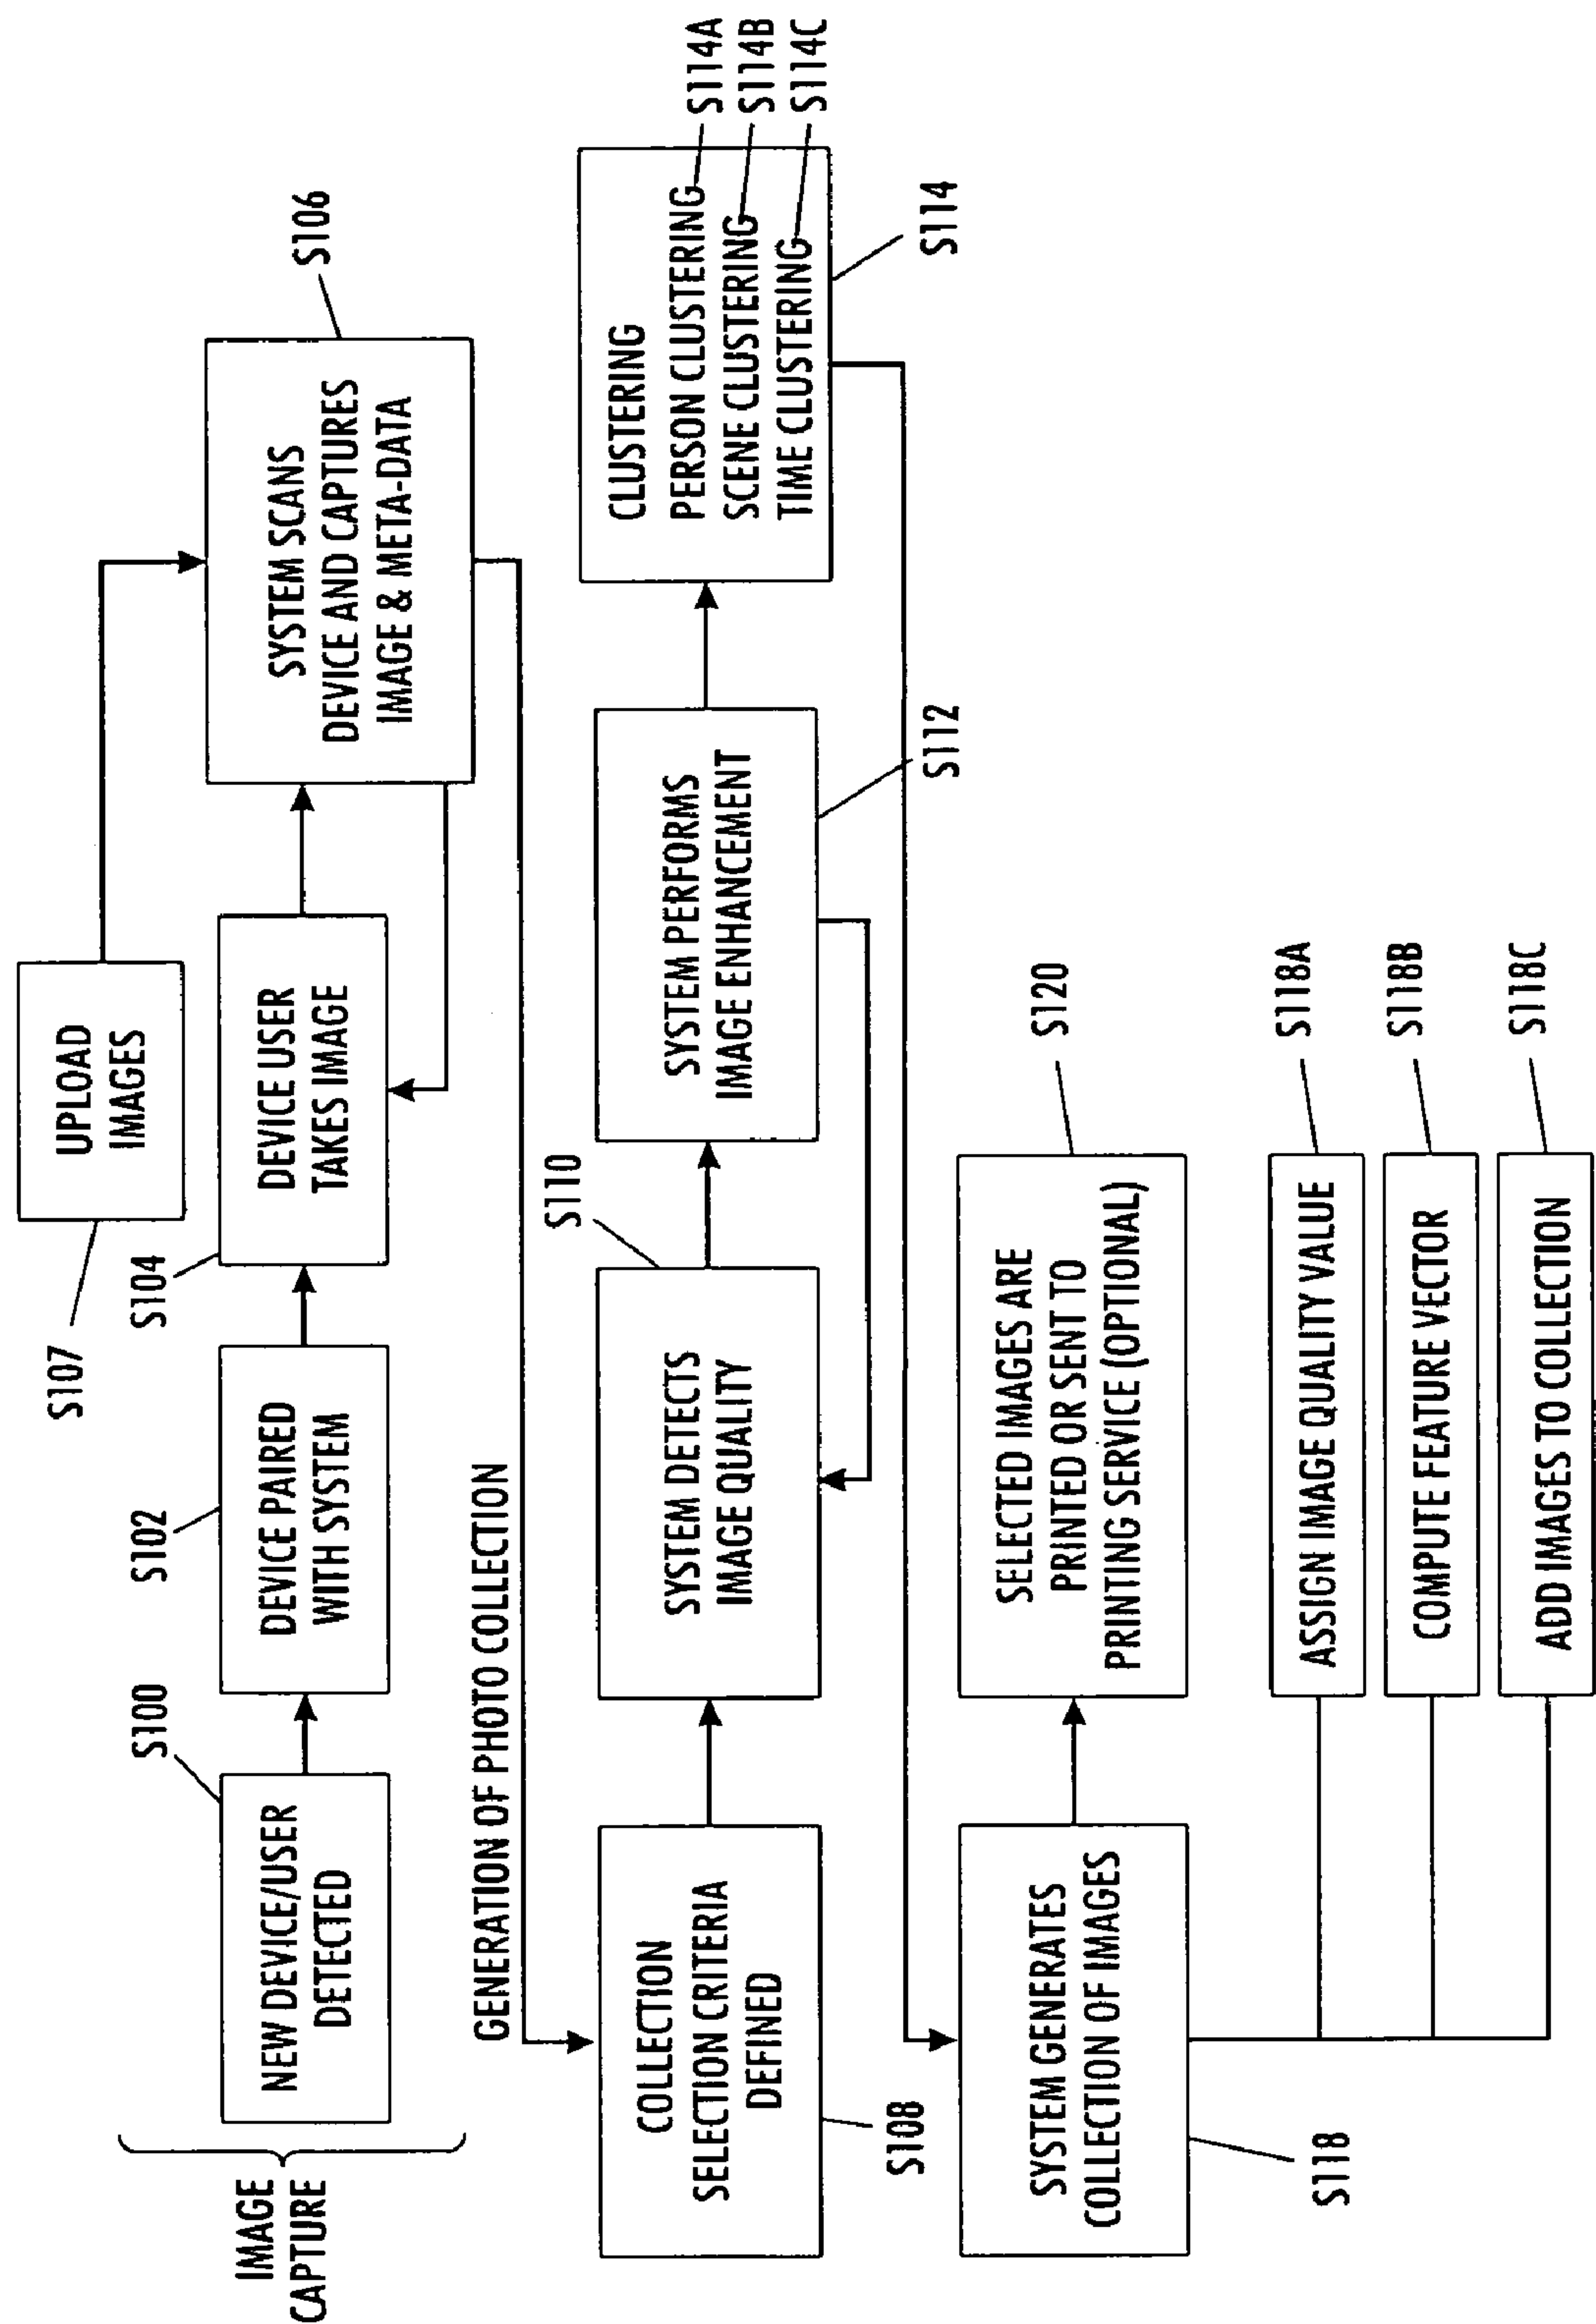 IMAGE
CAPTURE
S100
NEW DEVICE/USER
DETECTED
S102
DEVICE PAIRED
WITH SYSTEM
S104
DEVICE USER
TAKES IMAGE
S107
UPLOAD
IMAGES
S106
SYSTEM SCANS
DEVICE AND CAPTURES
IMAGE & META-DATA
GENERATION OF PHOTO COLLECTION
COLLECTION
SELECTION CRITERIA
DEFINED
S108
S110
SYSTEM DETECTS
IMAGE QUALITY
SYSTEM PERFORMS
IMAGE ENHANCEMENT
S112
CLUSTERING
PERSON CLUSTERING S114A
SCENE CLUSTERING S114B
TIME CLUSTERING S114C
S114
SYSTEM GENERATES
COLLECTION OF IMAGES
S118
SELECTED IMAGES ARE
PRINTED OR SENT TO
PRINTING SERVICE (OPTIONAL)
S120
ASSIGN IMAGE QUALITY VALUE
S118A
COMPUTE FEATURE VECTOR
S118B
ADD IMAGES TO COLLECTION
S118C